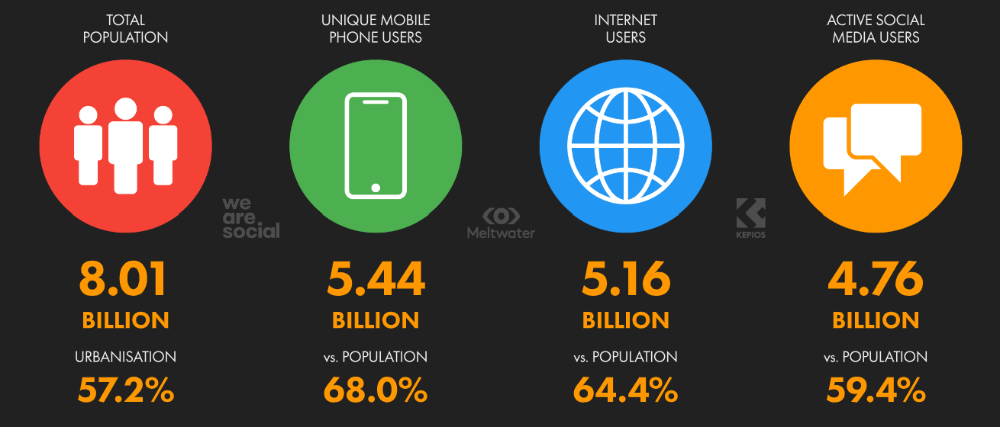 TOTAL
POPULATION
UNIQUE MOBILE
PHONE USERS
INTERNET
USERS
ACTIVE SOCIAL
MEDIA USERS
we
are
social
Meltwater
KEPIOS
8.01
BILLION
URBANISATION
57.2%
5.44
BILLION
vs. POPULATION
68.0%
5.16
BILLION
vs. POPULATION
64.4%
4.76
BILLION
vs. POPULATION
59.4%